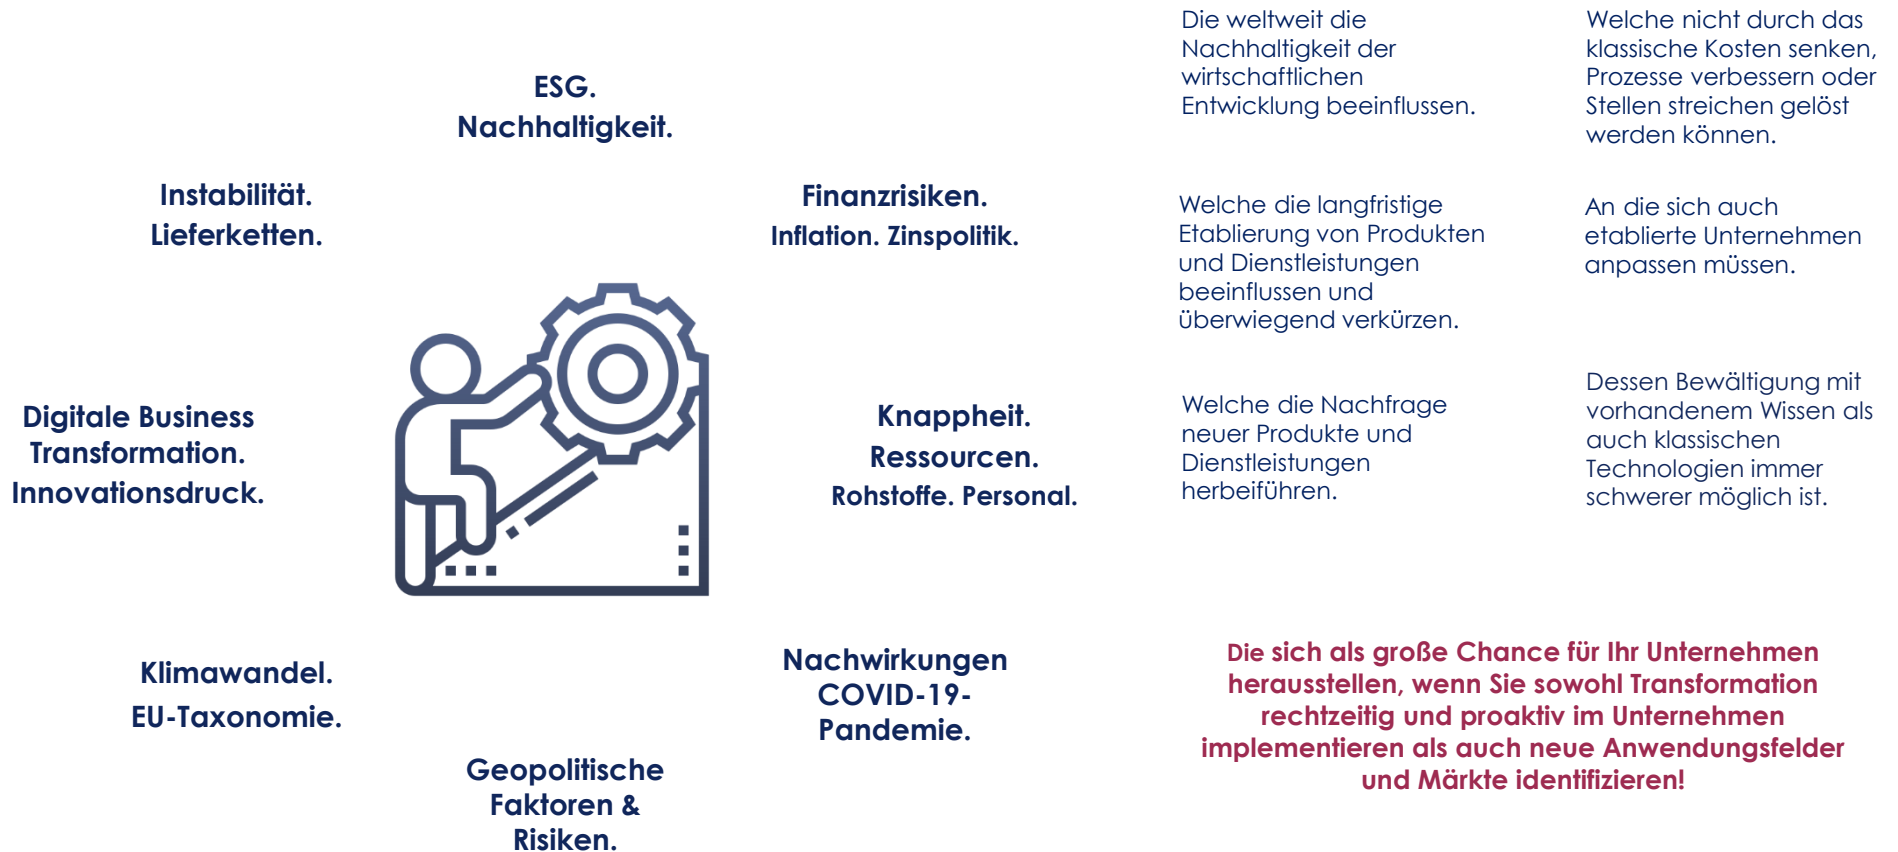 ESG.
Nachhaltigkeit.
Instabilität.
Lieferketten.
Finanzrisiken.
Inflation. Zinspolitik.
Digitale Business
Transformation.
Innovationsdruck.
Knappheit.
Ressourcen.
Rohstoffe. Personal.
Klimawandel.
EU-Taxonomie.
Nachwirkungen
COVID-19-
Pandemie.
Geopolitische
Faktoren &
Risiken.
Die weltweit die
Nachhaltigkeit der
wirtschaftlichen
Entwicklung beeinflussen.
Welche nicht durch das
klassische Kosten senken,
Prozesse verbessern oder
Stellen streichen gelöst
werden können.
Welche die langfristige
Etablierung von Produkten
und Dienstleistungen
beeinflussen und
überwiegend verkürzen.
An die sich auch
etablierte Unternehmen
anpassen müssen.
Welche die Nachfrage
neuer Produkte und
Dienstleistungen
herbeiführen.
Dessen Bewältigung mit
vorhandenem Wissen als
auch klassischen
Technologien immer
schwerer möglich ist.
Die sich als große Chance für Ihr Unternehmen
herausstellen, wenn Sie sowohl Transformation
rechtzeitig und proaktiv im Unternehmen
implementieren als auch neue Anwendungsfelder
und Märkte identifizieren!